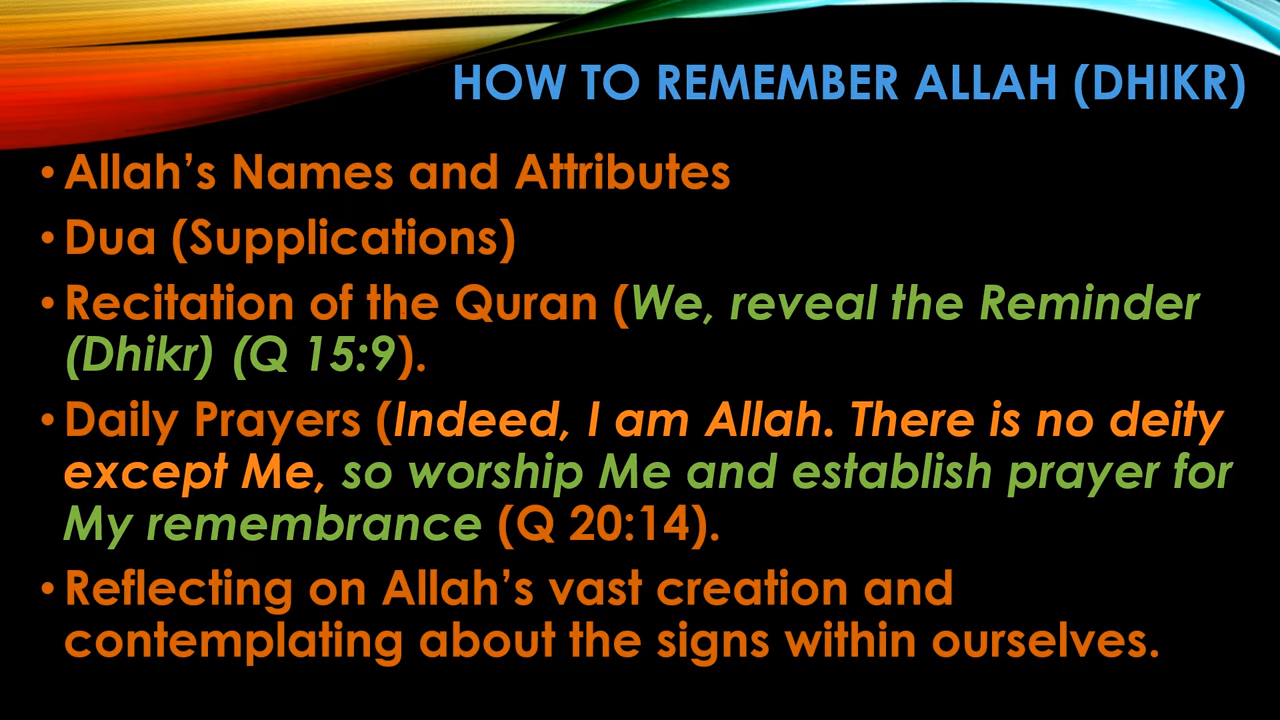 HOW TO REMEMBER ALLAH (DHIKR)
• Allah’s Names and Attributes
• Dua (Supplications)
• Recitation of the Quran (We, reveal the Reminder
(Dhikr) (Q 15:9).
• Daily Prayers (Indeed, I am Allah. There is no deity
except Me, so worship Me and establish prayer for
My remembrance (Q 20:14).
• Reflecting on Allah’s vast creation and
contemplating about the signs within ourselves.